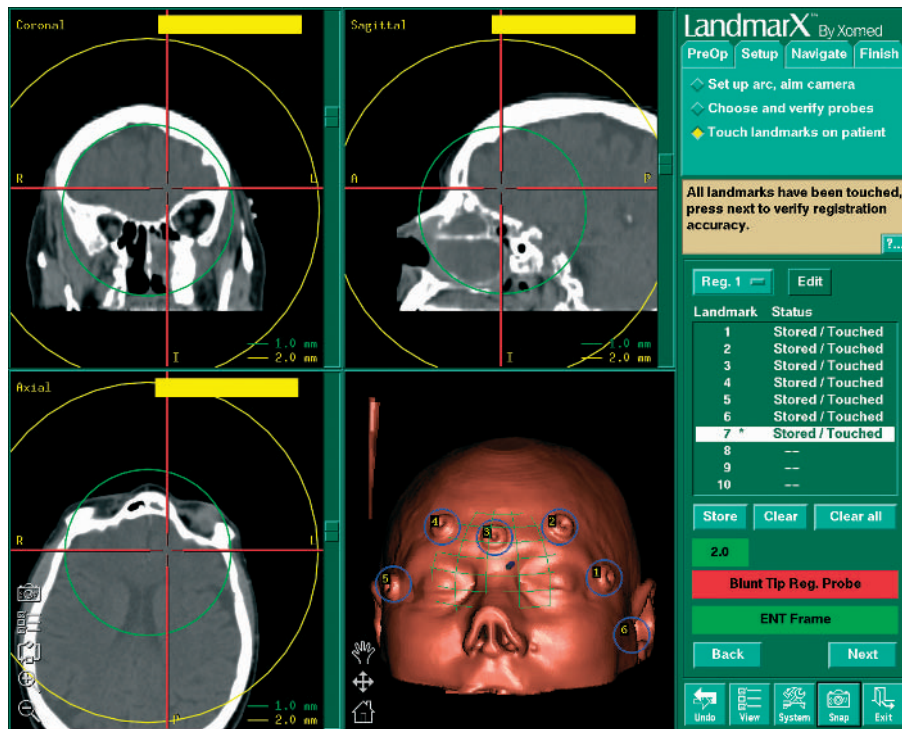 Coronal
R
L
I
1.0 mm
2.0 mm
Sagittal
A
P
I
1.0 mm
2.0 mm
Axial
R
L
P
1.0 mm
2.0 mm
4
3
2
5
1
6
LandmarX™ By Xomed
PreOp Setup Navigate Finish
Set up arc, aim camera
Choose and verify probes
Touch landmarks on patient
All landmarks have been touched,
press next to verify registration
accuracy.
?...
Reg. 1 Edit
Landmark Status
1 Stored / Touched
2 Stored / Touched
3 Stored / Touched
4 Stored / Touched
5 Stored / Touched
6 Stored / Touched
7 * Stored / Touched
8 --
9 --
10 --
Store Clear Clear all
2.0
Blunt Tip Reg. Probe
ENT Frame
Back Next
Undo View System Snap Exit